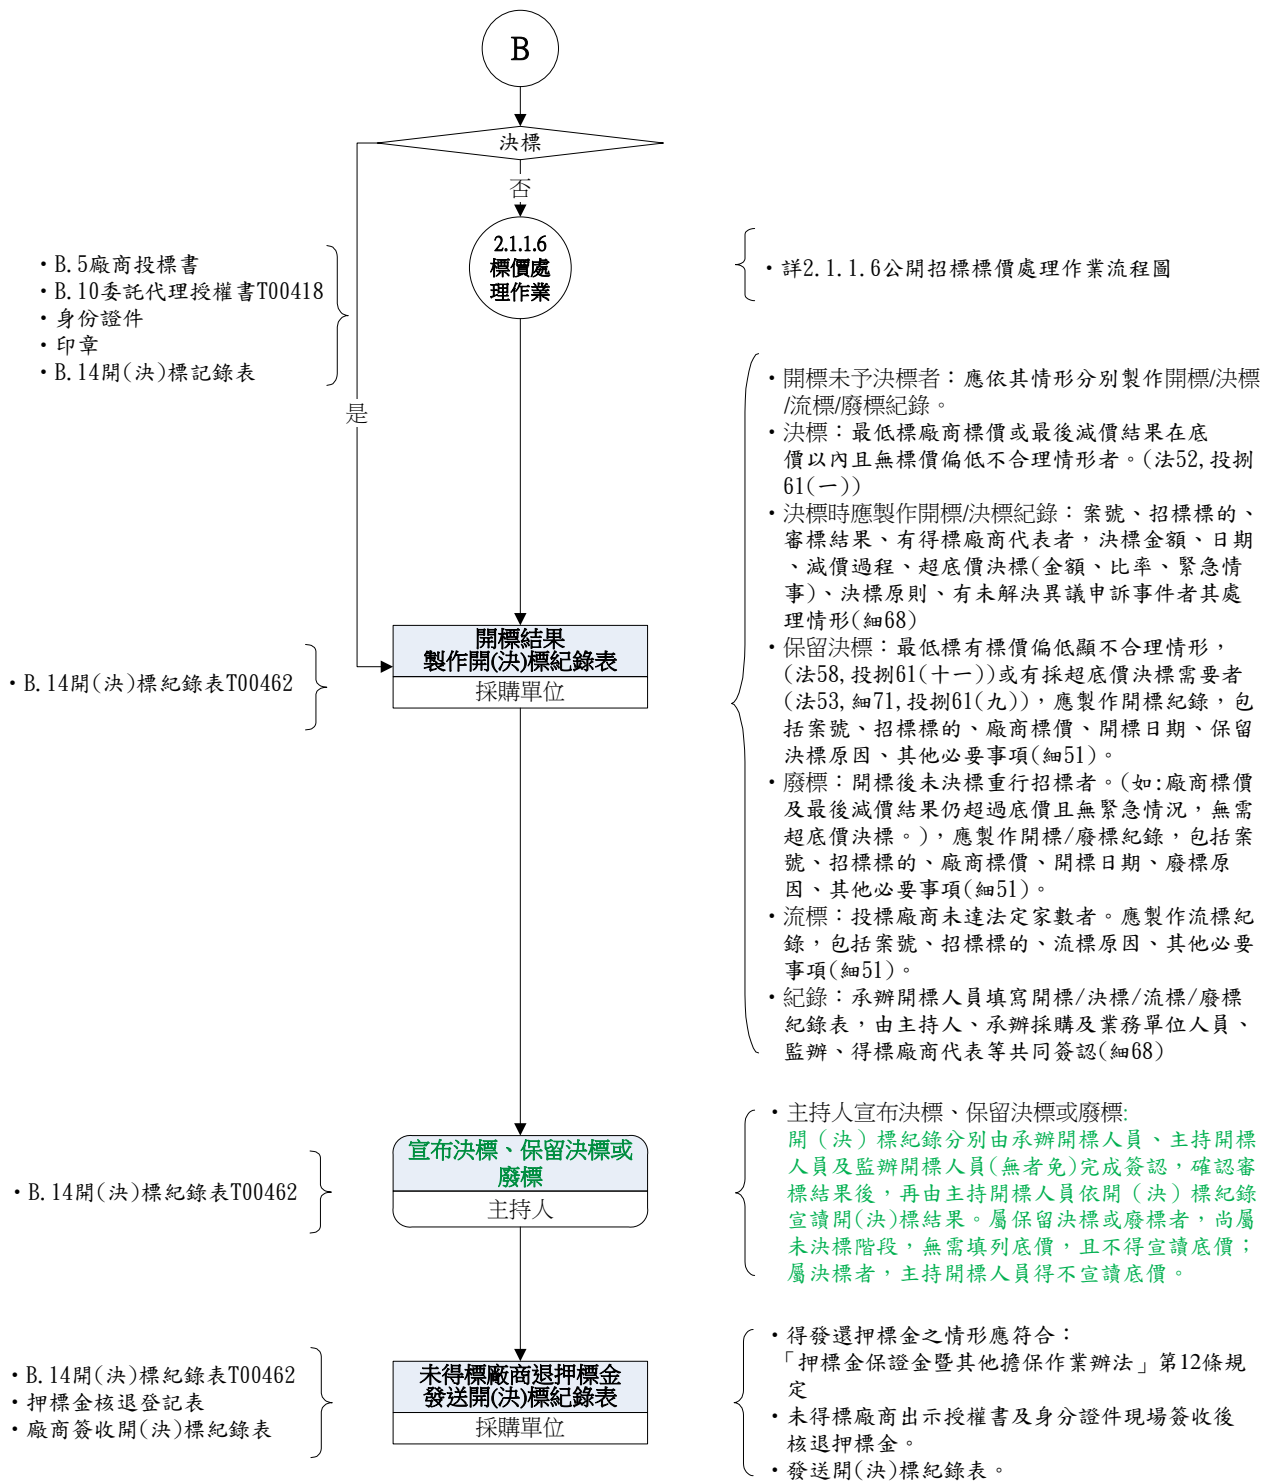 B
決標
否
2.1.1.6
標價處
理作業
・B.5廠商投標書
・B.10委託代理授權書T00418
・身份證件
・印章
・B.14開(決)標記錄表
・詳2.1.1.6公開招標標價處理作業流程圖
是
・開標未予決標者：應依其情形分別製作開標/決標
/流標/廢標紀錄。
・決標：最低標廠商標價或最後減價結果在底
價以內且無標價偏低不合理情形者。(法52,投捌
61(一))
・決標時應製作開標/決標紀錄：案號、招標標的、
審標結果、有得標廠商代表者，決標金額、日期
、減價過程、超底價決標(金額、比率、緊急情
事)、決標原則、有未解決異議申訴事件者其處
理情形(細68)
・保留決標：最低標有標價偏低顯不合理情形，
(法58,投捌61(十一))或有採超底價決標需要者
(法53,細71,投捌61(九))，應製作開標紀錄，包
括案號、招標標的、廠商標價、開標日期、保留
決標原因、其他必要事項(細51)。
・廢標：開標後未決標重行招標者。(如:廠商標價
及最後減價結果仍超過底價且無緊急情況，無需
超底價決標。)，應製作開標/廢標紀錄，包括案
號、招標標的、廠商標價、開標日期、廢標原
因、其他必要事項(細51)。
・流標：投標廠商未達法定家數者。應製作流標紀
錄，包括案號、招標標的、流標原因、其他必要
事項(細51)。
・紀錄：承辦開標人員填寫開標/決標/流標/廢標
紀錄表，由主持人、承辦採購及業務單位人員、
監辦、得標廠商代表等共同簽認(細68)
開標結果
製作開(決)標紀錄表
採購單位
・B.14開(決)標紀錄表T00462
宣布決標、保留決標或
廢標
主持人
・B.14開(決)標紀錄表T00462
・主持人宣布決標、保留決標或廢標:
開（決）標紀錄分別由承辦開標人員、主持開標
人員及監辦開標人員(無者免)完成簽認，確認審
標結果後，再由主持開標人員依開（決）標紀錄
宣讀開(決)標結果。屬保留決標或廢標者，尚屬
未決標階段，無需填列底價，且不得宣讀底價；
屬決標者，主持開標人員得不宣讀底價。
未得標廠商退押標金
發送開(決)標紀錄表
採購單位
・B.14開(決)標紀錄表T00462
・押標金核退登記表
・廠商簽收開(決)標紀錄表
・得發還押標金之情形應符合：
「押標金保證金暨其他擔保作業辦法」第12條規
定
・未得標廠商出示授權書及身分證件現場簽收後
核退押標金。
・發送開(決)標紀錄表。